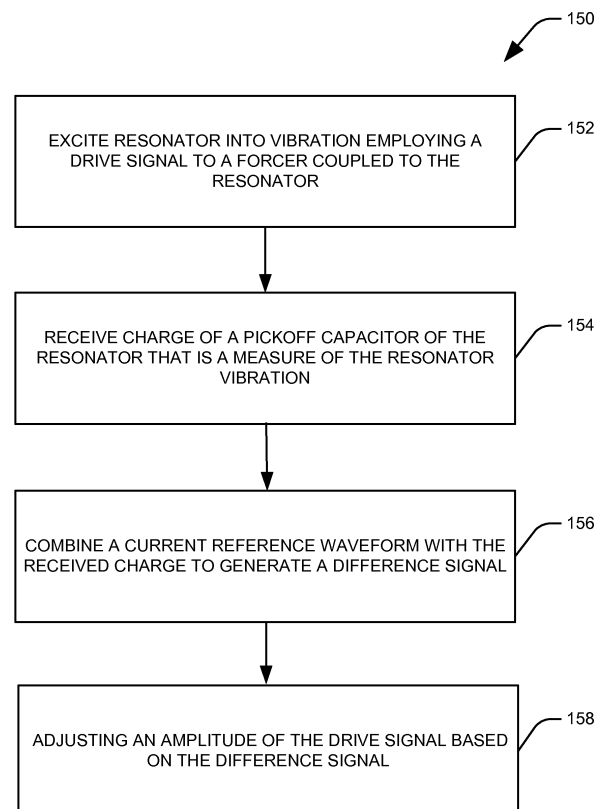 150
152
EXCITE RESONATOR INTO VIBRATION EMPLOYING A
DRIVE SIGNAL TO A FORCER COUPLED TO THE
RESONATOR
154
RECEIVE CHARGE OF A PICKOFF CAPACITOR OF THE
RESONATOR THAT IS A MEASURE OF THE RESONATOR
VIBRATION
156
COMBINE A CURRENT REFERENCE WAVEFORM WITH THE
RECEIVED CHARGE TO GENERATE A DIFFERENCE SIGNAL
158
ADJUSTING AN AMPLITUDE OF THE DRIVE SIGNAL BASED
ON THE DIFFERENCE SIGNAL